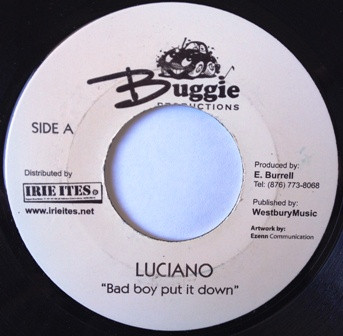 Buggie
PRODUCTIONS
SIDE A
Distributed by
IRIE ITES
www.irieites.net
Produced by:
E. Burrell
Tel: (876) 773-8068
Published by:
WestburyMusic
Artwork by:
Ezenn Communication
LUCIANO
"Bad boy put it down"